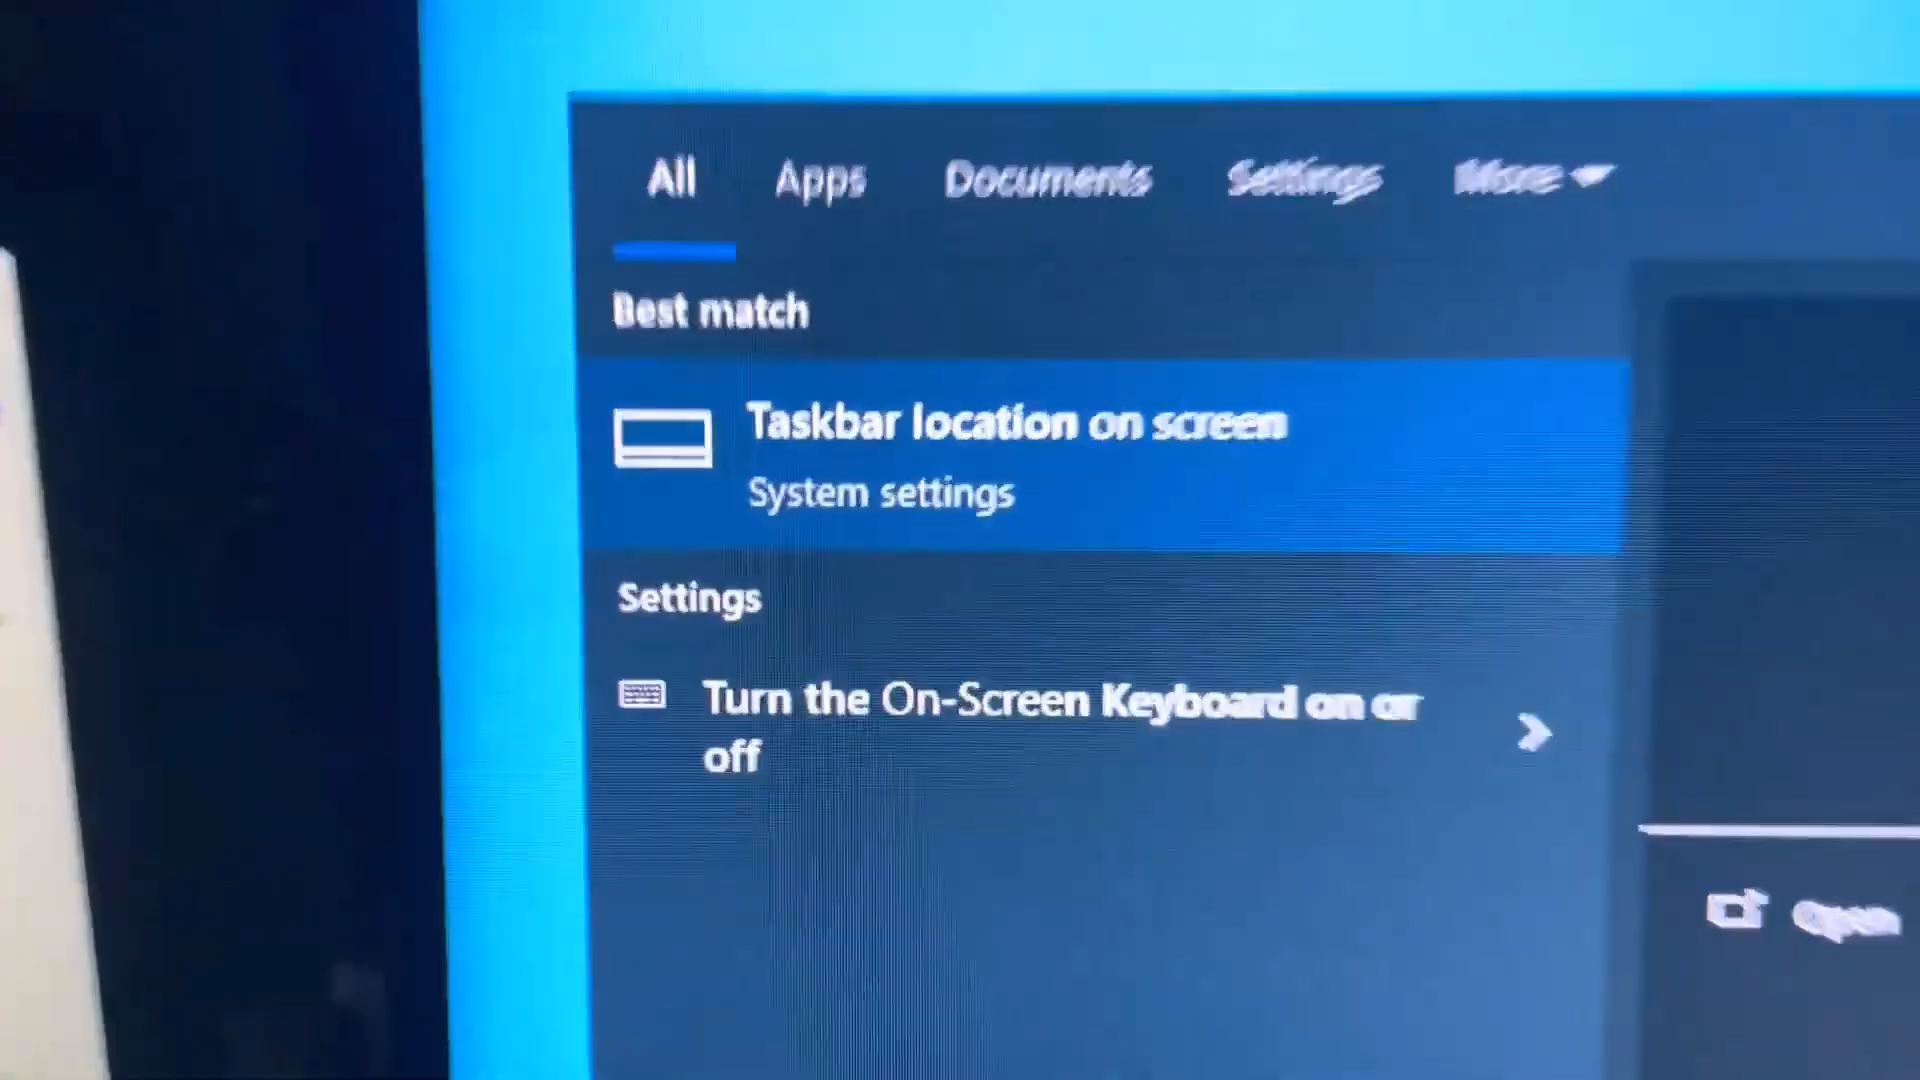 All Apps Documents Settings More
Best match
Taskbar location on screen
System settings
Settings
Turn the On-Screen Keyboard on or
off
Open